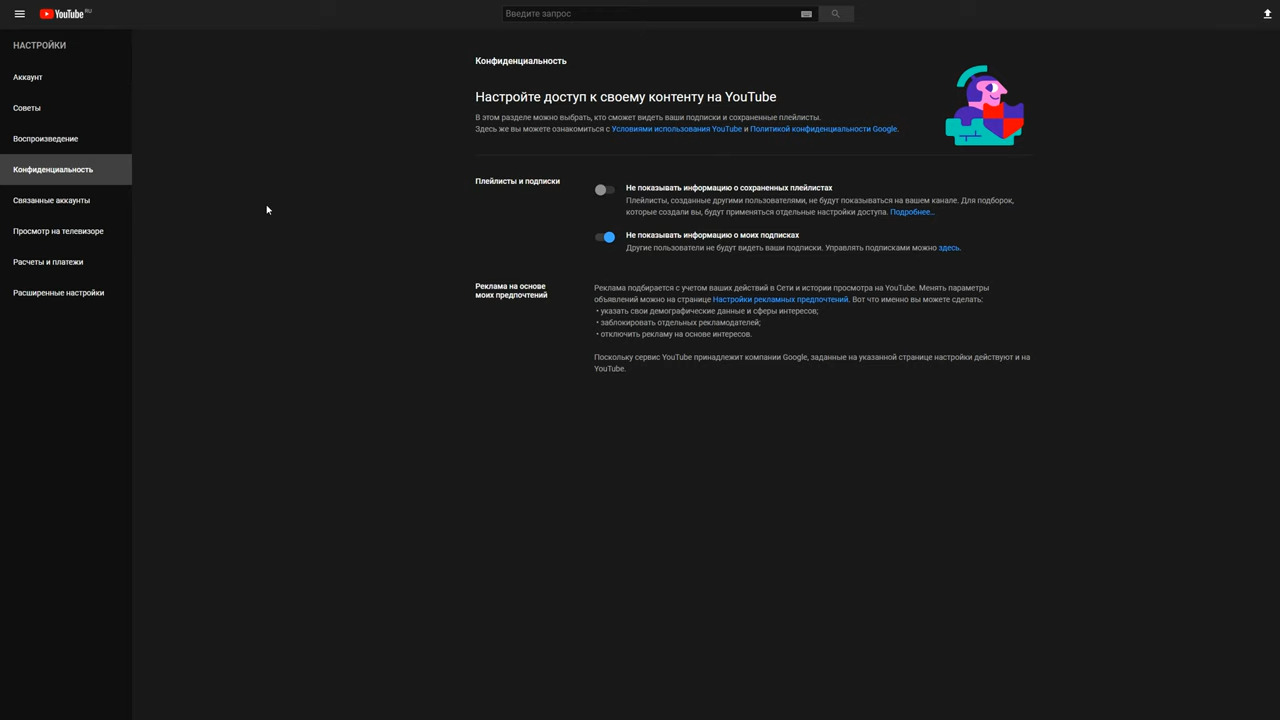 YouTube RU
Введите запрос
НАСТРОЙКИ
Аккаунт
Советы
Воспроизведение
Конфиденциальность
Связанные аккаунты
Просмотр на телевизоре
Расчеты и платежи
Расширенные настройки
Конфиденциальность
Настройте доступ к своему контенту на YouTube
В этом разделе можно выбрать, кто сможет видеть ваши подписки и сохраненные плейлисты.
Здесь же вы можете ознакомиться с Условиями использования YouTube и Политикой конфиденциальности Google.
Плейлисты и подписки
Не показывать информацию о сохраненных плейлистах
Плейлисты, созданные другими пользователями, не будут показываться на вашем канале. Для подборок,
которые создали вы, будут применяться отдельные настройки доступа. Подробнее…
Не показывать информацию о моих подписках
Другие пользователи не будут видеть ваши подписки. Управлять подписками можно здесь.
Реклама на основе
моих предпочтений
Реклама подбирается с учетом ваших действий в Сети и истории просмотра на YouTube. Менять параметры
объявлений можно на странице Настройки рекламных предпочтений. Вот что именно вы можете сделать:
• указать свои демографические данные и сферы интересов;
• заблокировать отдельных рекламодателей;
• отключить рекламу на основе интересов.
Поскольку сервис YouTube принадлежит компании Google, заданные на указанной странице настройки действуют и на
YouTube.